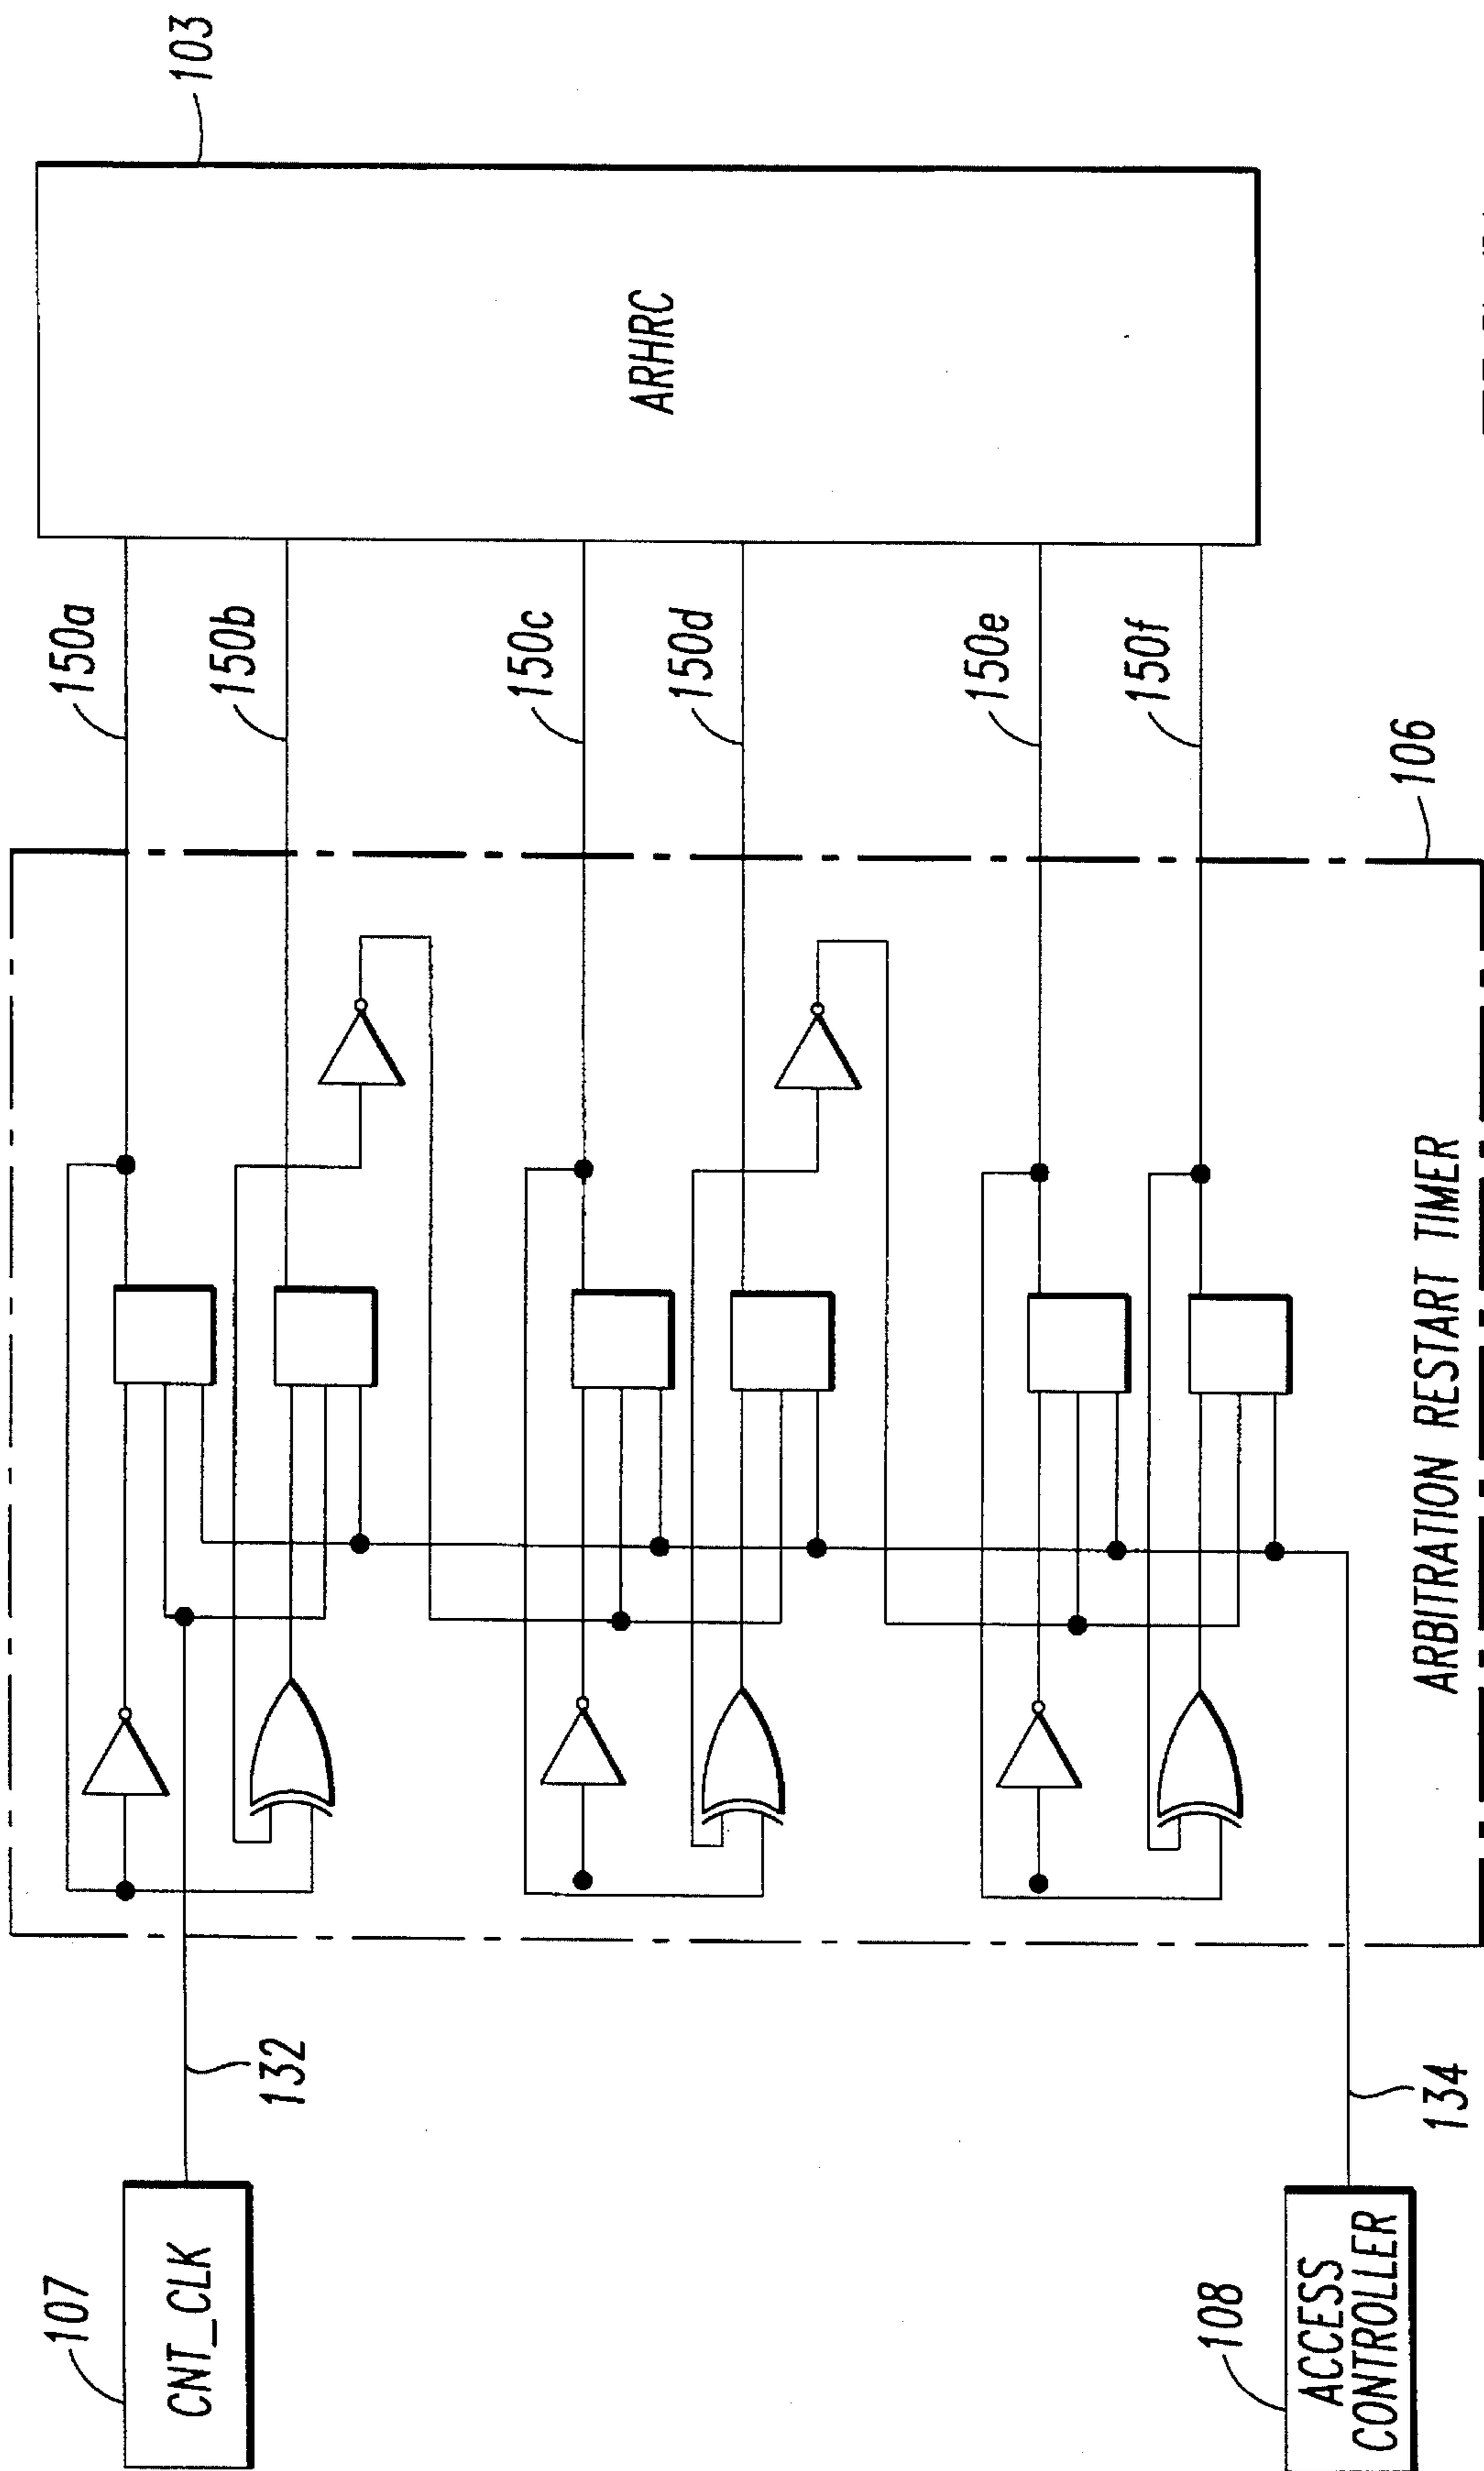 103
ARHRC
150a
150b
150c
150d
150e
150f
106
ARBITRATION RESTART TIMER
132
134
107
CNT_CLK
108
ACCESS
CONTROLLER